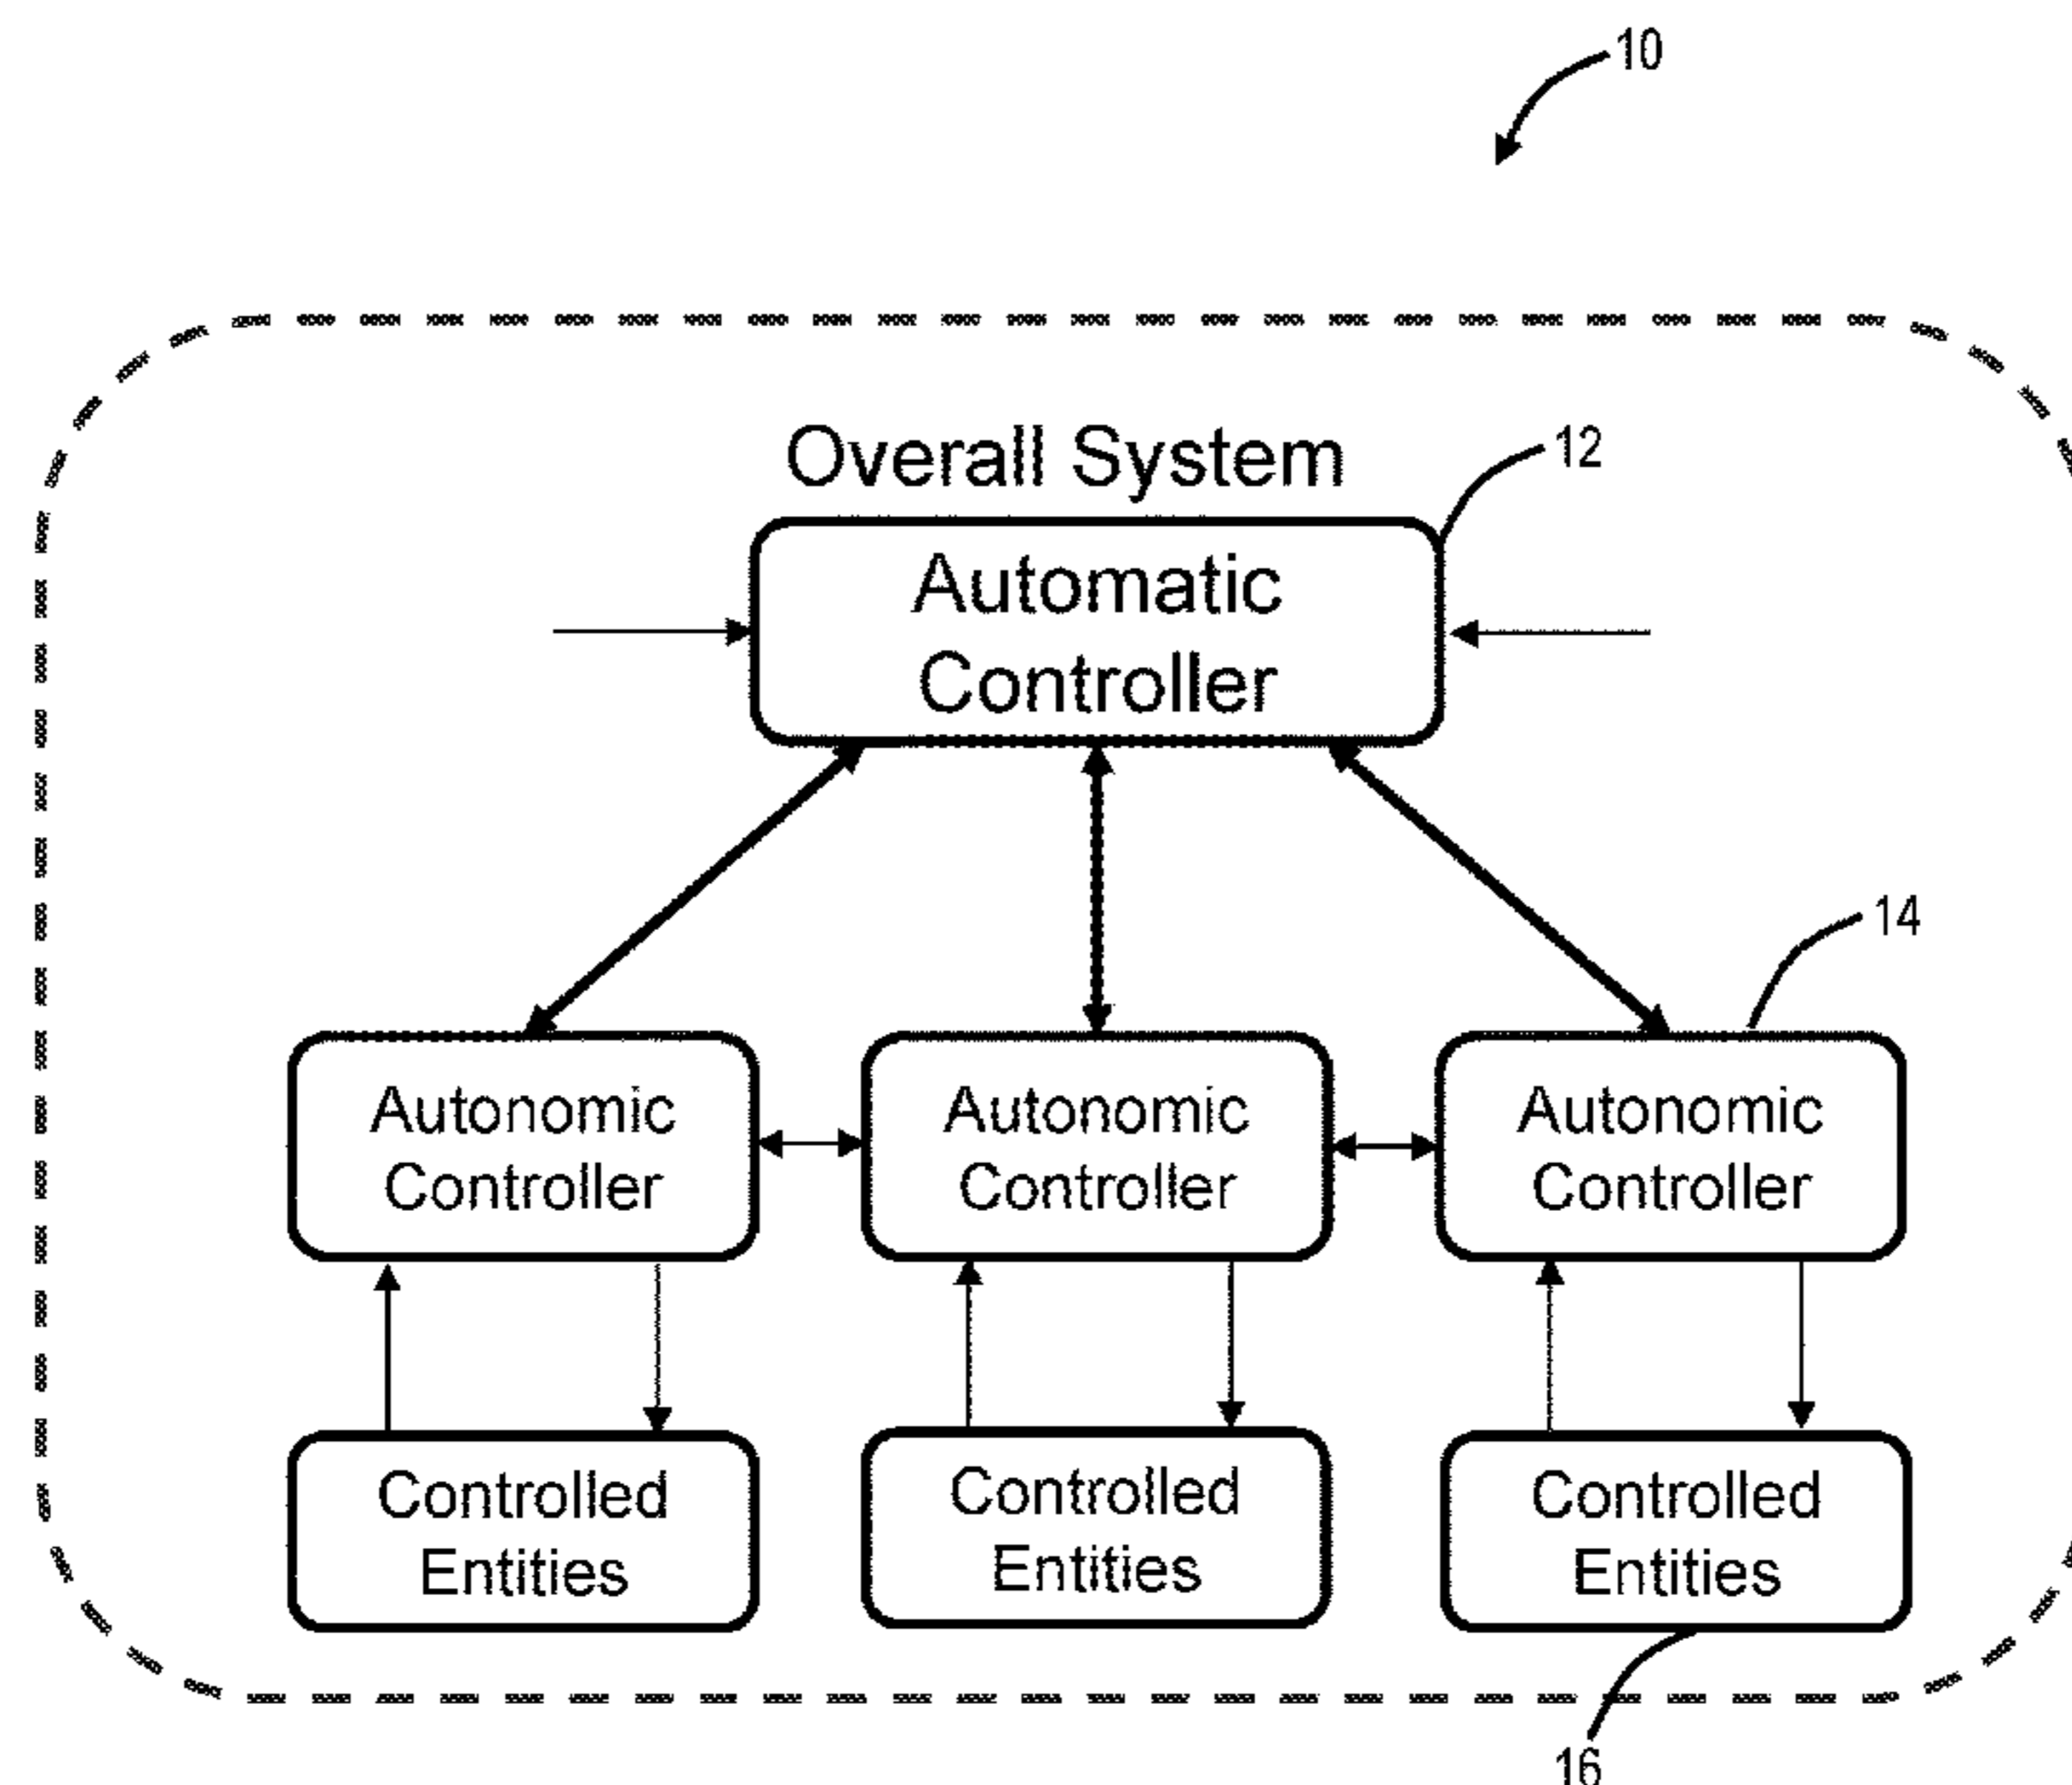 10
Overall System
12
Automatic
Controller
14
Autonomic
Controller
Autonomic
Controller
Autonomic
Controller
Controlled
Entities
Controlled
Entities
Controlled
Entities
16